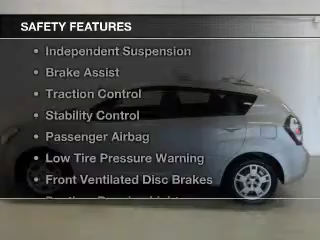 SAFETY FEATURES
• Independent Suspension
• Brake Assist
• Traction Control
• Stability Control
• Passenger Airbag
• Low Tire Pressure Warning
• Front Ventilated Disc Brakes